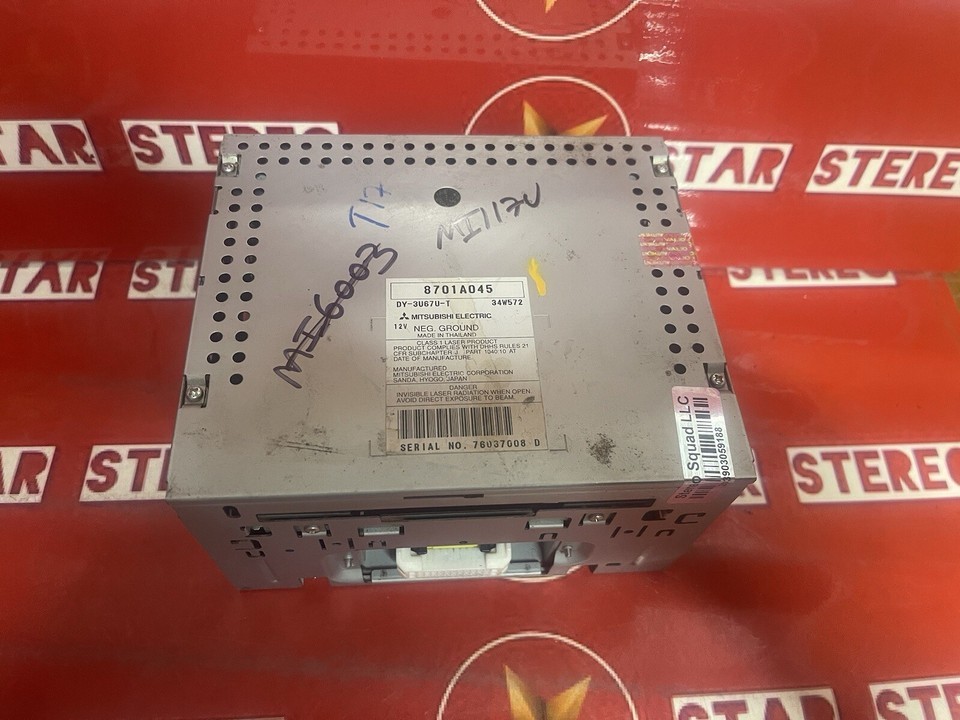 STAR
STEREO
STAR
STEREO
T17
MI117U
MI6003
8701A045
DY-3U67U-T 34W572
MITSUBISHI ELECTRIC
12V NEG. GROUND
MADE IN THAILAND
CLASS 1 LASER PRODUCT
PRODUCT COMPLIES WITH DHHS RULES 21
CFR SUBCHAPTER J, PART 1040.10 AT
DATE OF MANUFACTURE.
MANUFACTURED
MITSUBISHI ELECTRIC CORPORATION
SANDA, HYOGO, JAPAN
DANGER
INVISIBLE LASER RADIATION WHEN OPEN.
AVOID DIRECT EXPOSURE TO BEAM.
SERIAL NO. 76037008 D
Squad LLC
3903059188
STAR
STEREO
STAR
STEREO
STAR
STEREO
STEREO
STAR
STEREO